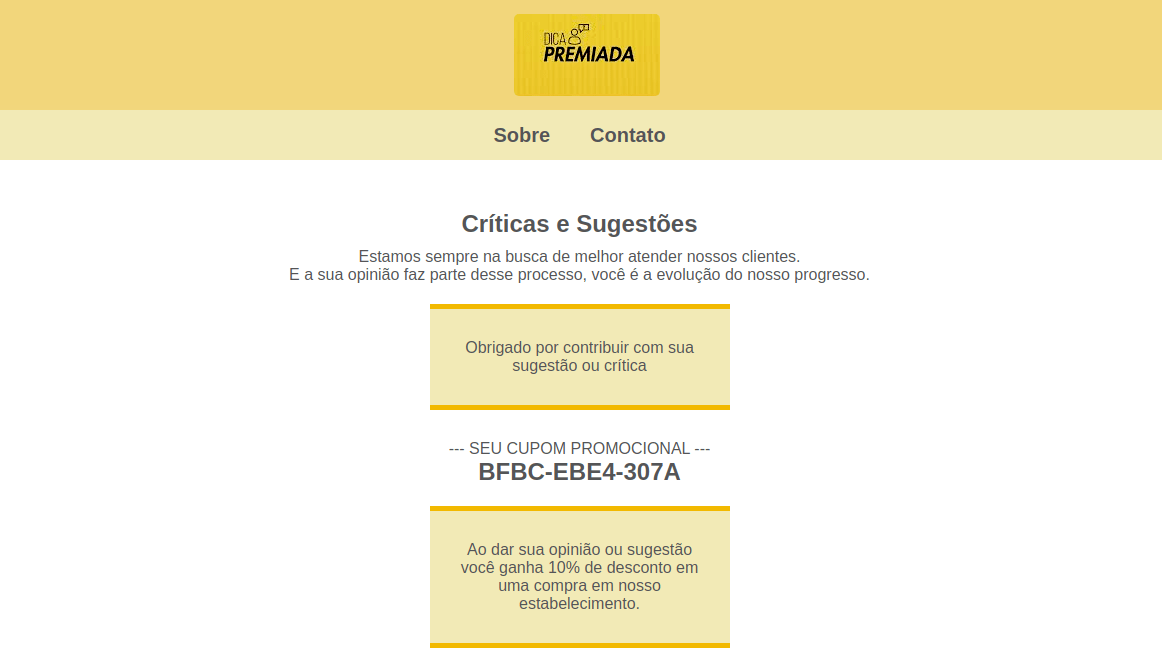 DICA
PREMIADA
Sobre Contato
Críticas e Sugestões
Estamos sempre na busca de melhor atender nossos clientes.
E a sua opinião faz parte desse processo, você é a evolução do nosso progresso.
Obrigado por contribuir com sua
sugestão ou crítica
--- SEU CUPOM PROMOCIONAL ---
BFBC-EBE4-307A
Ao dar sua opinião ou sugestão
você ganha 10% de desconto em
uma compra em nosso
estabelecimento.